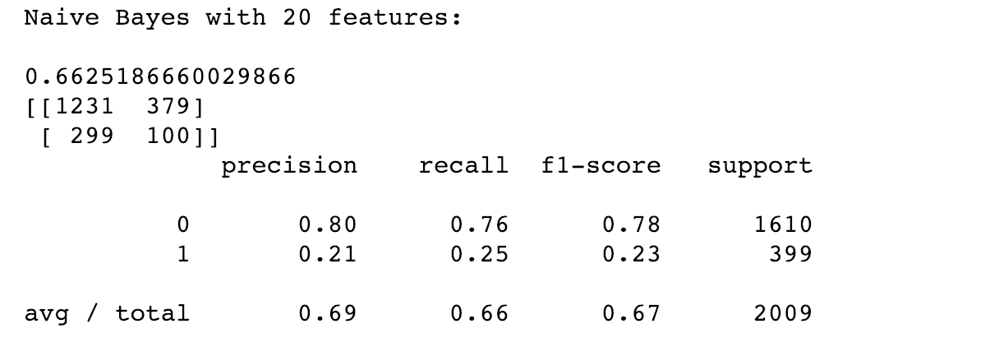 Naive Bayes with 20 features:
0.6625186660029866
[[1231  379]
 [ 299  100]]
precision    recall  f1-score   support
0       0.80      0.76      0.78      1610
1       0.21      0.25      0.23       399
avg / total       0.69      0.66      0.67      2009